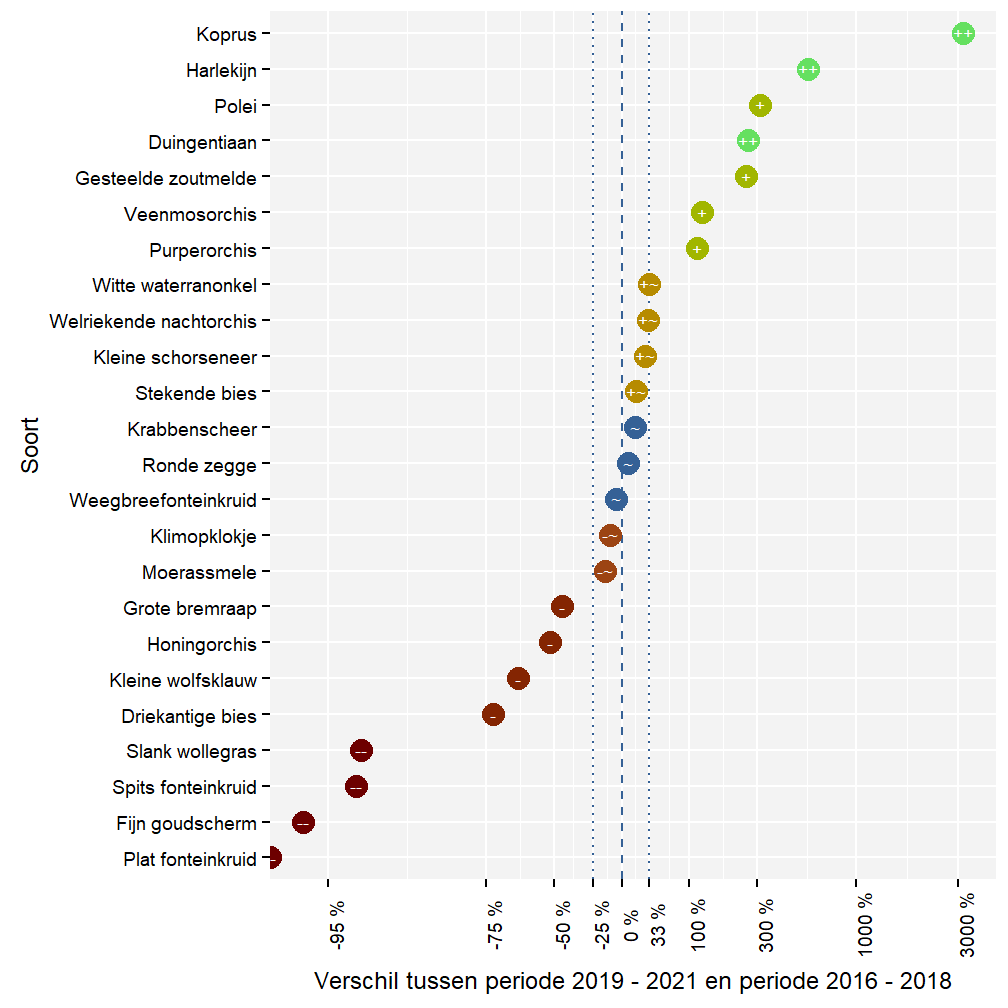 Koprus
++
Harlekijn
++
Polei
+
Duingentiaan
++
Gesteelde zoutmelde
+
Veenmosorchis
+
Purperorchis
+
Witte waterranonkel
+~
Welriekende nachtorchis
+~
Kleine schorseneer
+~
Stekende bies
+~
Krabbenscheer
~
Ronde zegge
~
Weegbreefonteinkruid
~
Klimopklokje
-~
Moerassmele
-~
Grote bremraap
-
Honingorchis
-
Kleine wolfsklauw
-
Driekantige bies
-
Slank wollegras
--
Spits fonteinkruid
--
Fijn goudscherm
--
Plat fonteinkruid
-
Soort
-95 %
-75 %
-50 %
-25 %
0 %
33 %
100 %
300 %
1000 %
3000 %
Verschil tussen periode 2019 - 2021 en periode 2016 - 2018